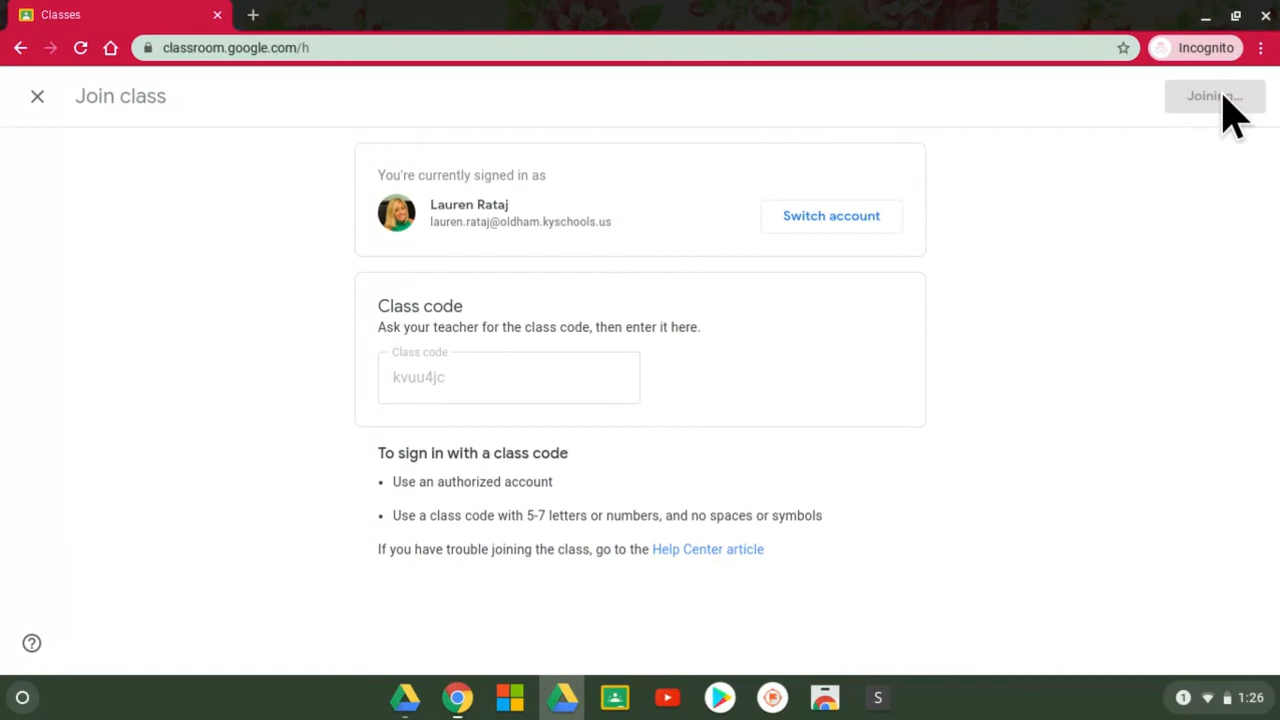 Classes
classroom.google.com/h
Incognito
Join class
Joining...
You're currently signed in as
Lauren Rataj
lauren.rataj@oldham.kyschools.us
Switch account
Class code
Ask your teacher for the class code, then enter it here.
Class code
kvuu4jc
To sign in with a class code
• Use an authorized account
• Use a class code with 5-7 letters or numbers, and no spaces or symbols
If you have trouble joining the class, go to the Help Center article
S
1
1:26